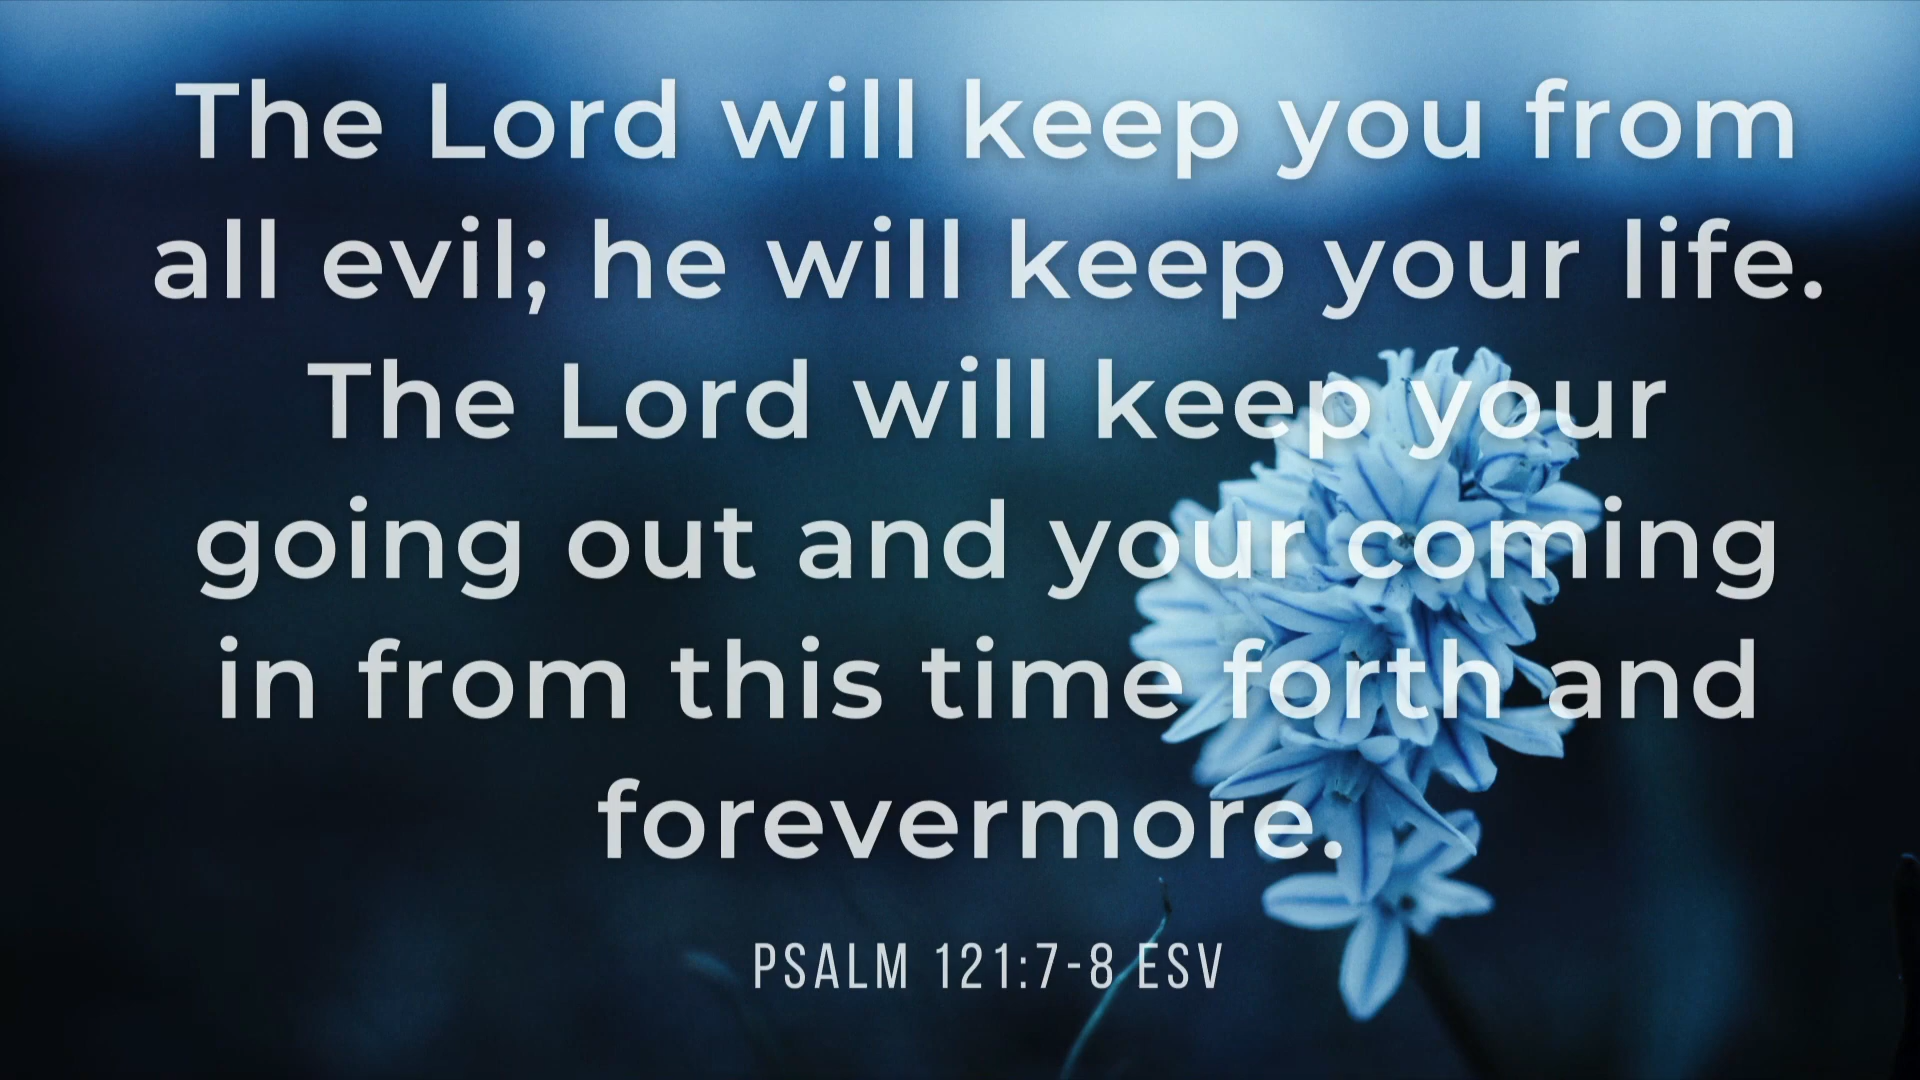 The Lord will keep you from
all evil; he will keep your life.
The Lord will keep your
going out and your coming
in from this time forth and
forevermore.
PSALM 121:7-8 ESV